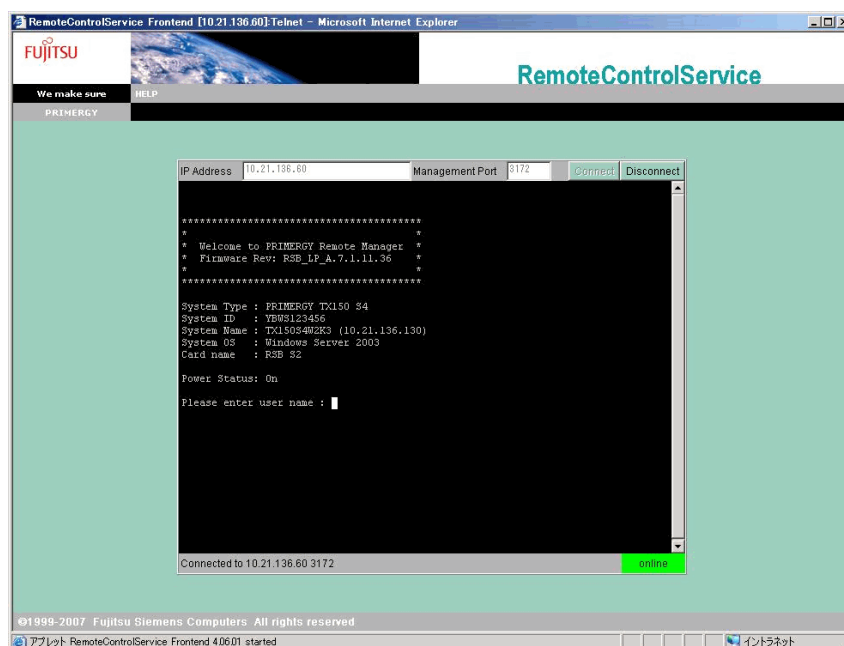 RemoteControlService Frontend [10.21.136.60]:Telnet - Microsoft Internet Explorer
FUJITSU
RemoteControlService
We make sure
HELP
PRIMERGY
IP Address 10.21.136.60 Management Port 3172 Connect Disconnect
****************************************
* *
* Welcome to PRIMERGY Remote Manager *
* Firmware Rev: RSB_LP_A.7.1.11.36 *
* *
****************************************
System Type : PRIMERGY TX150 S4
System ID : YBWS123456
System Name : TX150S4W2K3 (10.21.136.130)
System OS : Windows Server 2003
Card name : RSB S2
Power Status: On
Please enter user name :
Connected to 10.21.136.60 3172 online
©1999-2007 Fujitsu Siemens Computers All rights reserved
アプレット RemoteControlService Frontend 4.06.01 started イントラネット